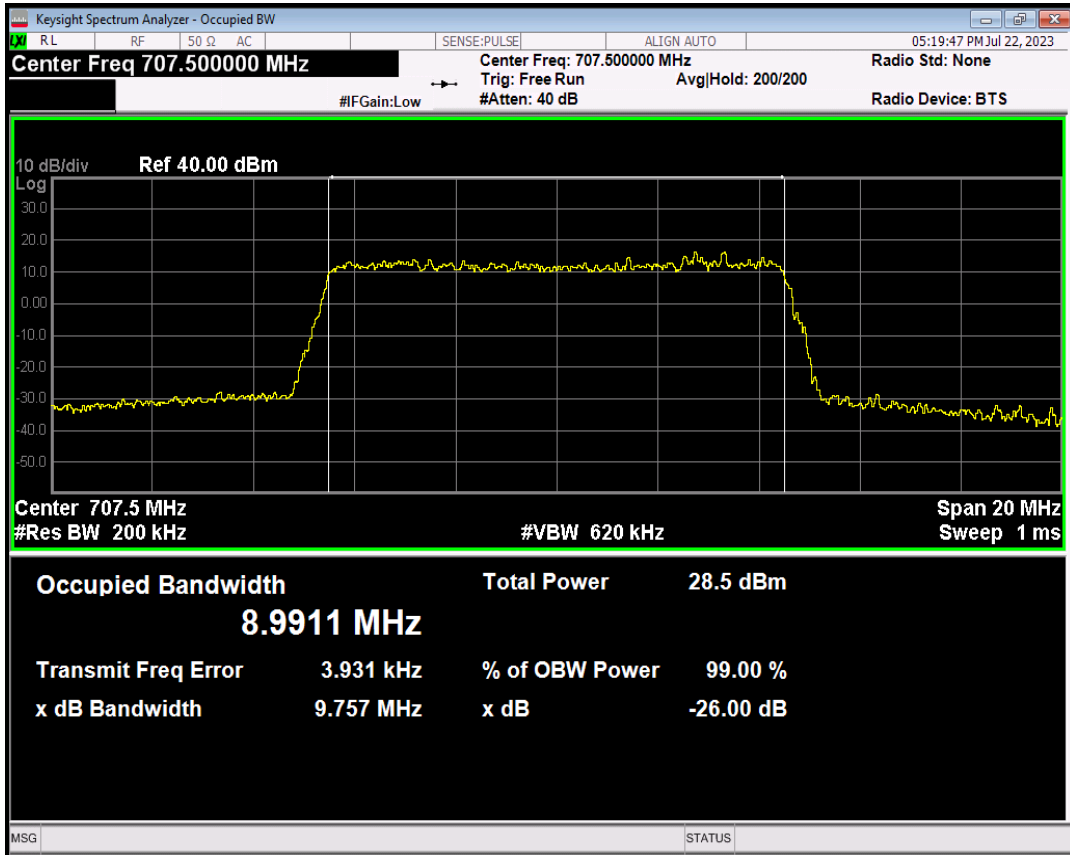 Keysight Spectrum Analyzer - Occupied BW
LXI RL RF 50 Ω AC SENSE:PULSE ALIGN AUTO 05:19:47 PM Jul 22, 2023
Center Freq 707.500000 MHz Center Freq: 707.500000 MHz Radio Std: None
Trig: Free Run Avg|Hold: 200/200
#IFGain:Low #Atten: 40 dB Radio Device: BTS
10 dB/div Ref 40.00 dBm
Log
30.0
20.0
10.0
0.00
-10.0
-20.0
-30.0
-40.0
-50.0
Center 707.5 MHz Span 20 MHz
#Res BW 200 kHz #VBW 620 kHz Sweep 1 ms
Occupied Bandwidth Total Power 28.5 dBm
8.9911 MHz
Transmit Freq Error 3.931 kHz % of OBW Power 99.00 %
x dB Bandwidth 9.757 MHz x dB -26.00 dB
MSG STATUS